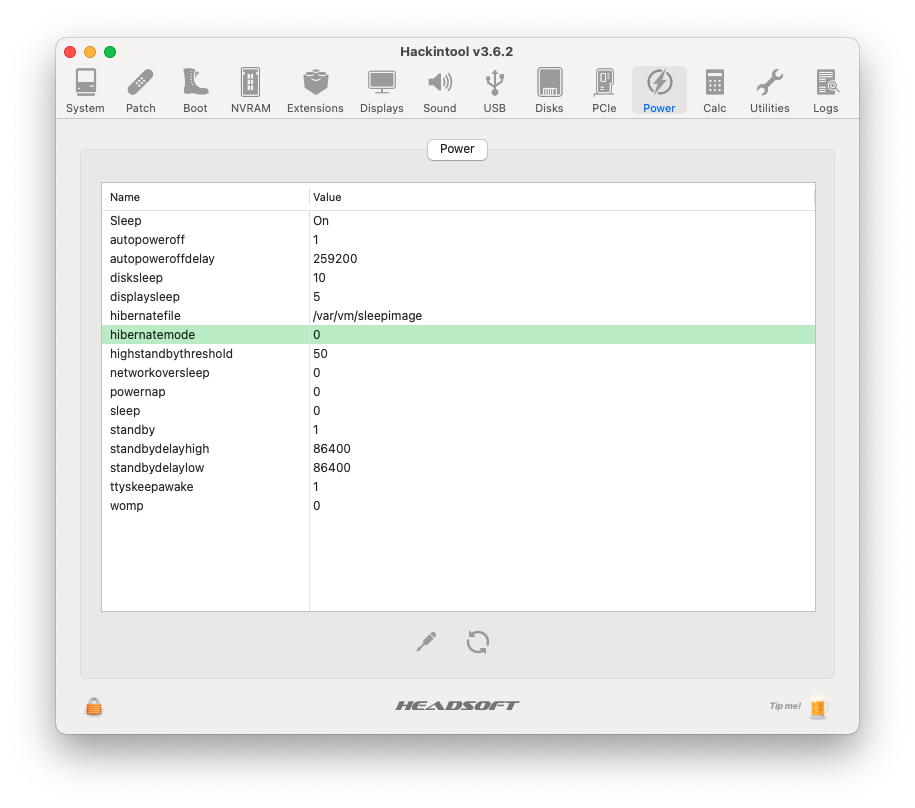 Hackintool v3.6.2
System Patch Boot NVRAM Extensions Displays Sound USB Disks PCIe Power Calc Utilities Logs
Power
Name Value
Sleep On
autopoweroff 1
autopoweroffdelay 259200
disksleep 10
displaysleep 5
hibernatefile /var/vm/sleepimage
hibernatemode 0
highstandbythreshold 50
networkoversleep 0
powernap 0
sleep 0
standby 1
standbydelayhigh 86400
standbydelaylow 86400
ttyskeepawake 1
womp 0
HEADSOFT
Tip me!